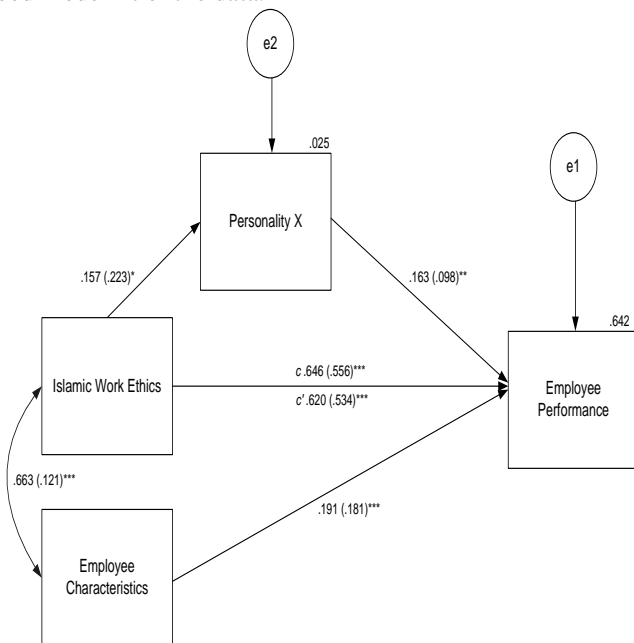 e2
.025
e1
Personality X
.157 (.223)*
.163 (.098)**
.642
Islamic Work Ethics
c .646 (.556)***
c' .620 (.534)***
Employee
Performance
.663 (.121)***
.191 (.181)***
Employee
Characteristics